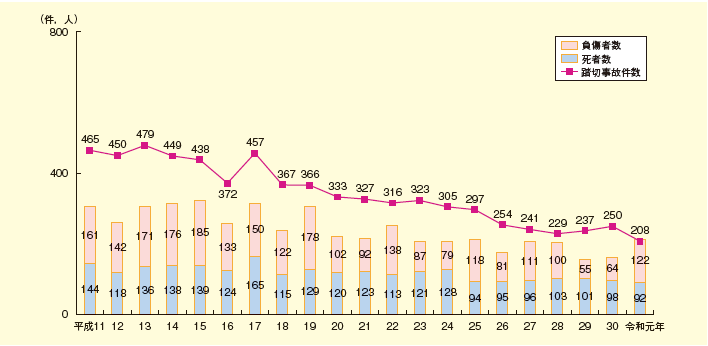 （件，人）
800
400
0
負傷者数
死者数
踏切事故件数
465 450 479 449 438 372 457 367 366 333 327 316 323 305 297 254 241 229 237 250 208
161 142 171 176 185 133 150 122 178 102 92 138 87 79 118 81 111 100 55 64 122
144 118 136 138 139 124 165 115 129 120 123 113 121 128 94 95 96 103 101 98 92
平成11 12 13 14 15 16 17 18 19 20 21 22 23 24 25 26 27 28 29 30 令和元年